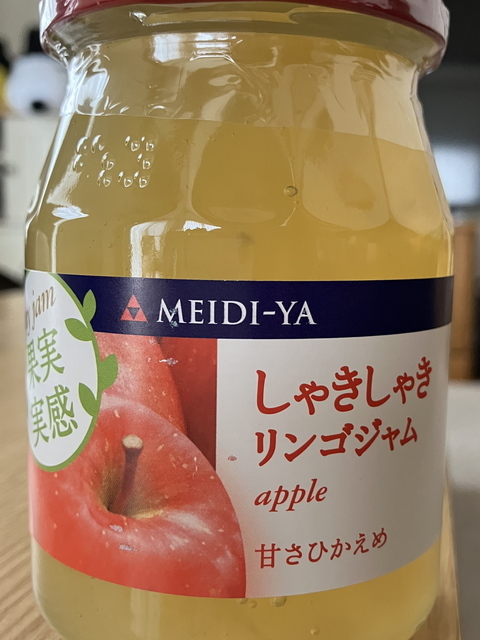 MEIDI-YA
jam
果実
実感
しゃきしゃき
リンゴジャム
apple
甘さひかえめ